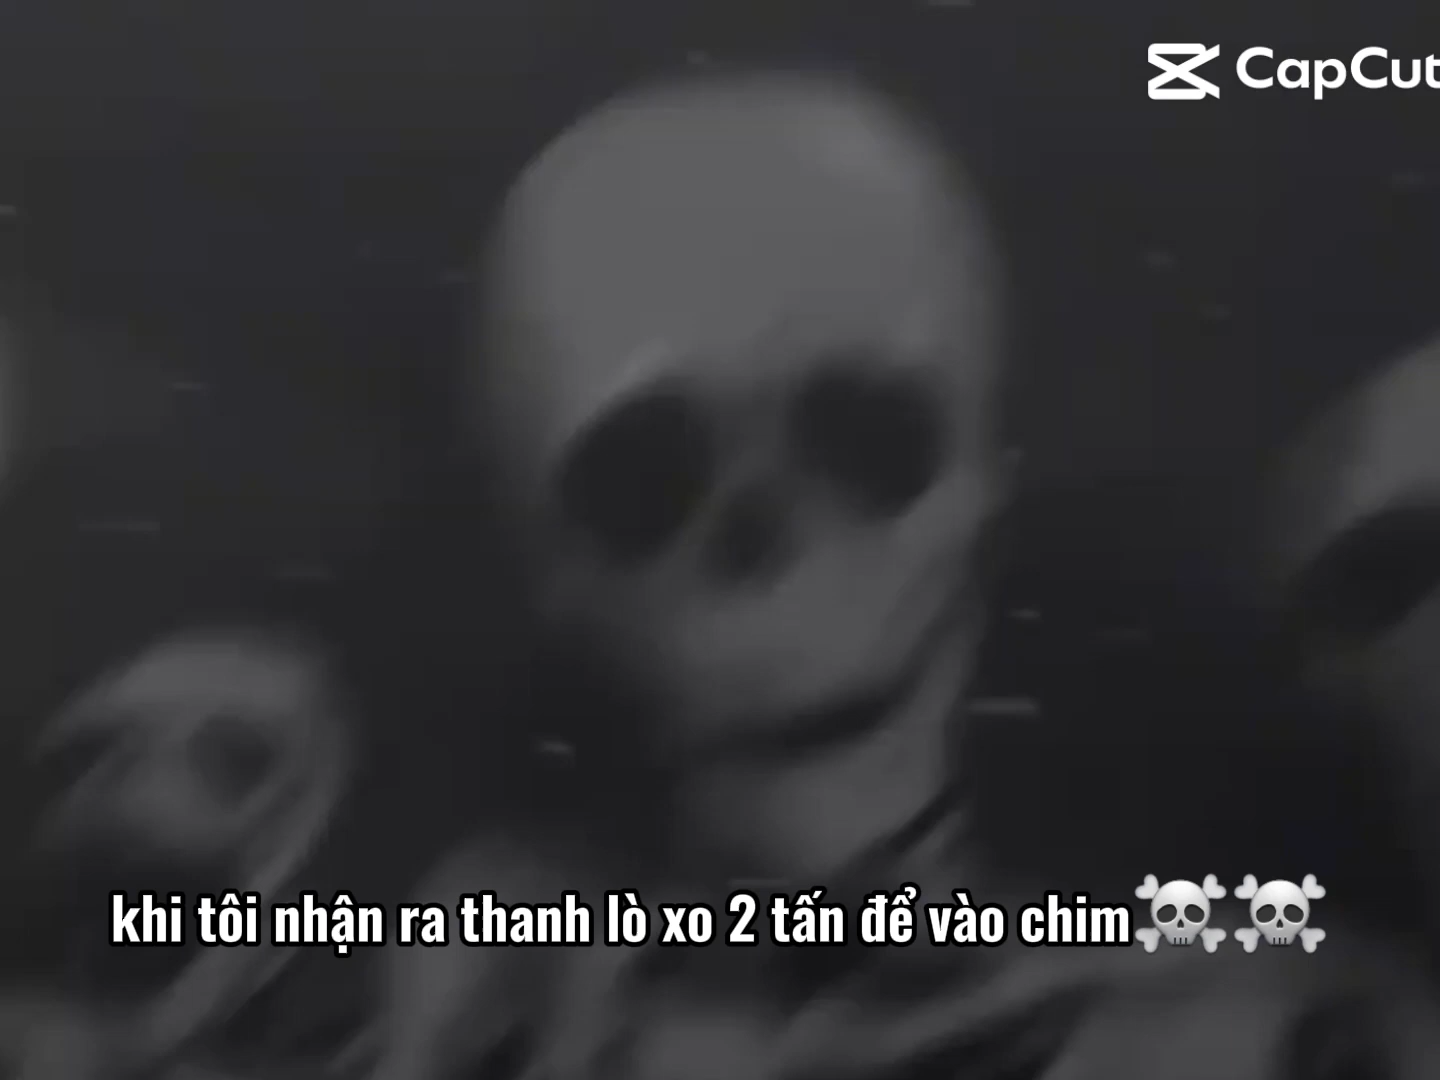 CapCut
khi tôi nhận ra thanh lò xo 2 tấn để vào chim☠️☠️